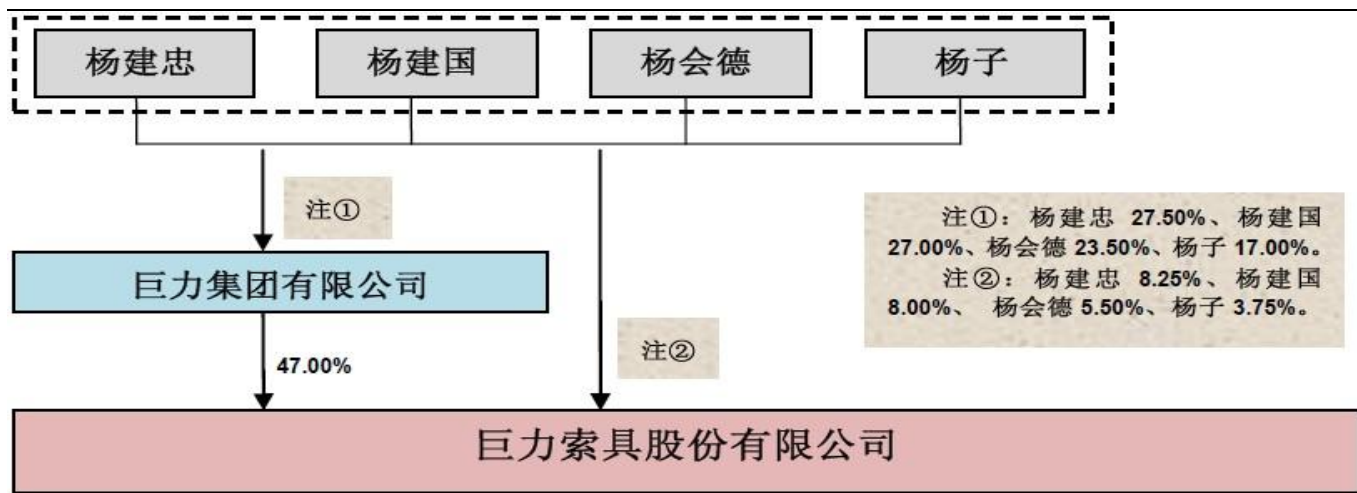 杨建忠 杨建国 杨会德 杨子
注①
注①：杨建忠 27.50%、杨建国
27.00%、杨会德 23.50%、杨子 17.00%。
注②：杨建忠 8.25%、杨建国
8.00%、 杨会德 5.50%、杨子 3.75%。
巨力集团有限公司
注②
47.00%
巨力索具股份有限公司